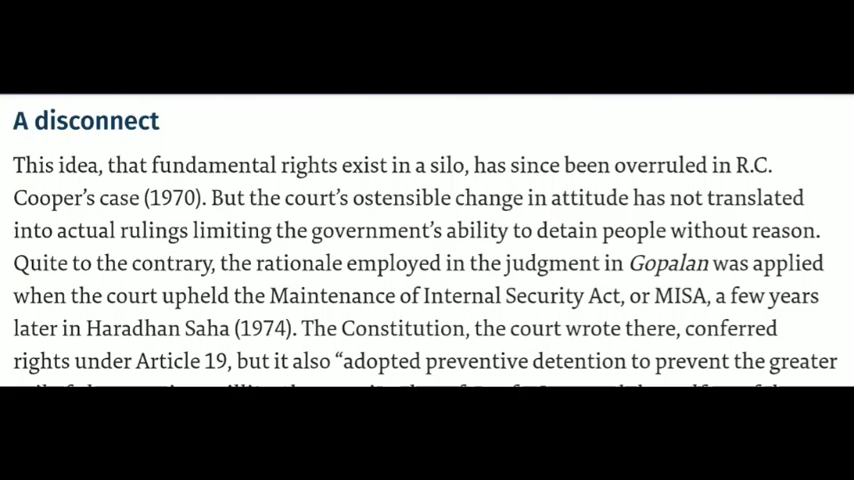 A disconnect
This idea, that fundamental rights exist in a silo, has since been overruled in R.C.
Cooper's case (1970). But the court's ostensible change in attitude has not translated
into actual rulings limiting the government's ability to detain people without reason.
Quite to the contrary, the rationale employed in the judgment in Gopalan was applied
when the court upheld the Maintenance of Internal Security Act, or MISA, a few years
later in Haradhan Saha (1974). The Constitution, the court wrote there, conferred
rights under Article 19, but it also “adopted preventive detention to prevent the greater